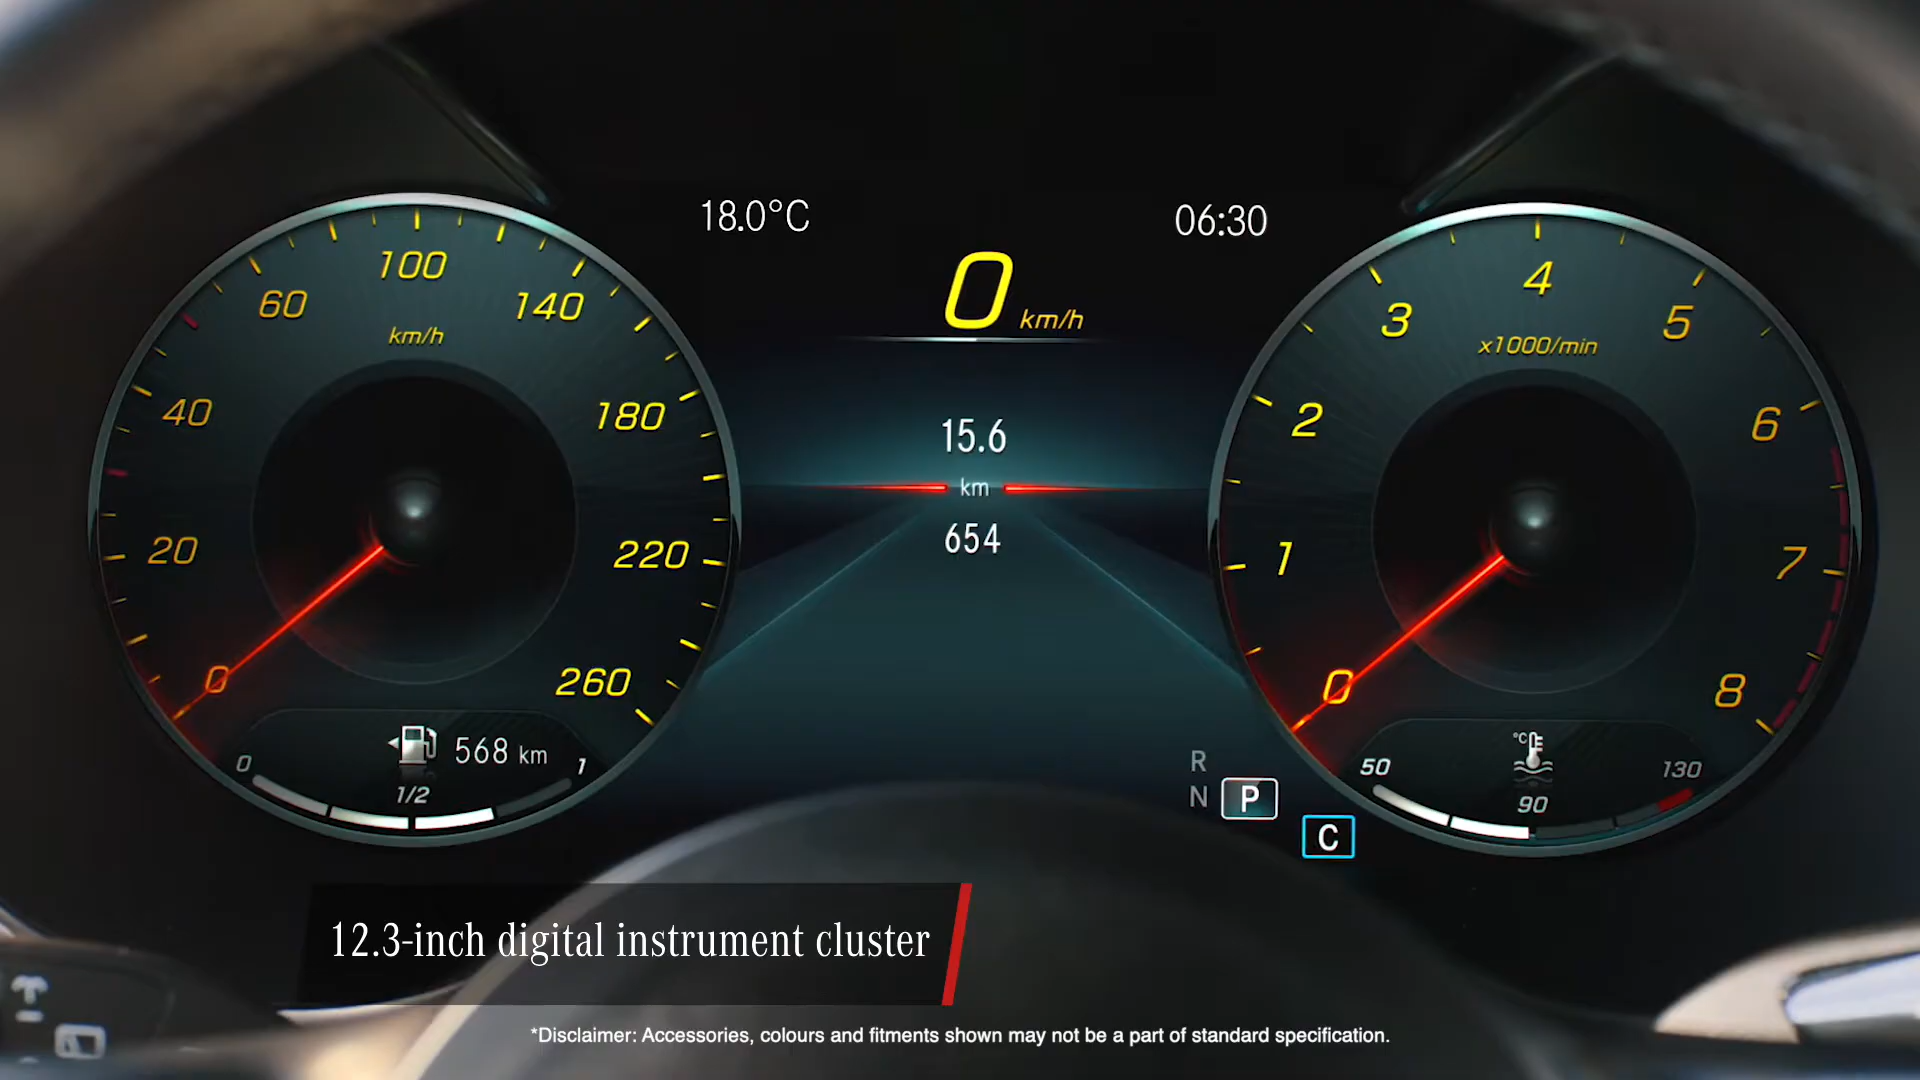 18.0°C
06:30
0 km/h
15.6
km
654
100
60
140
km/h
40
180
20
220
0
260
568 km
0
1
1/2
4
3
5
x1000/min
2
6
1
7
0
8
°C
50
130
90
R
N
P
C
12.3-inch digital instrument cluster
*Disclaimer: Accessories, colours and fitments shown may not be a part of standard specification.